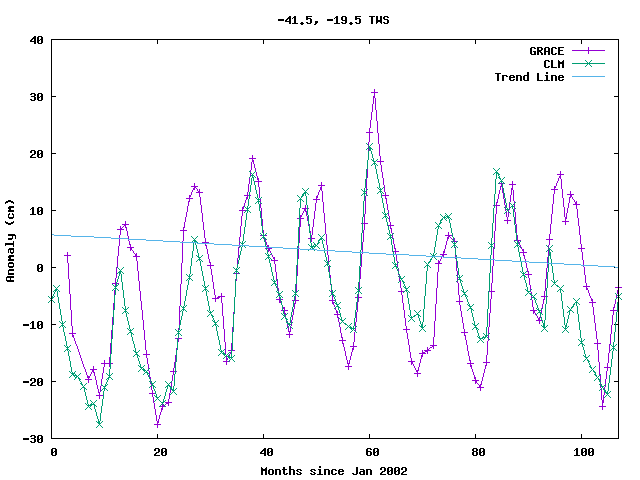 -41.5, -19.5 TWS
GRACE
CLM
Trend Line
40
30
20
10
0
-10
-20
-30
Anomaly (cm)
0 20 40 60 80 100
Months since Jan 2002